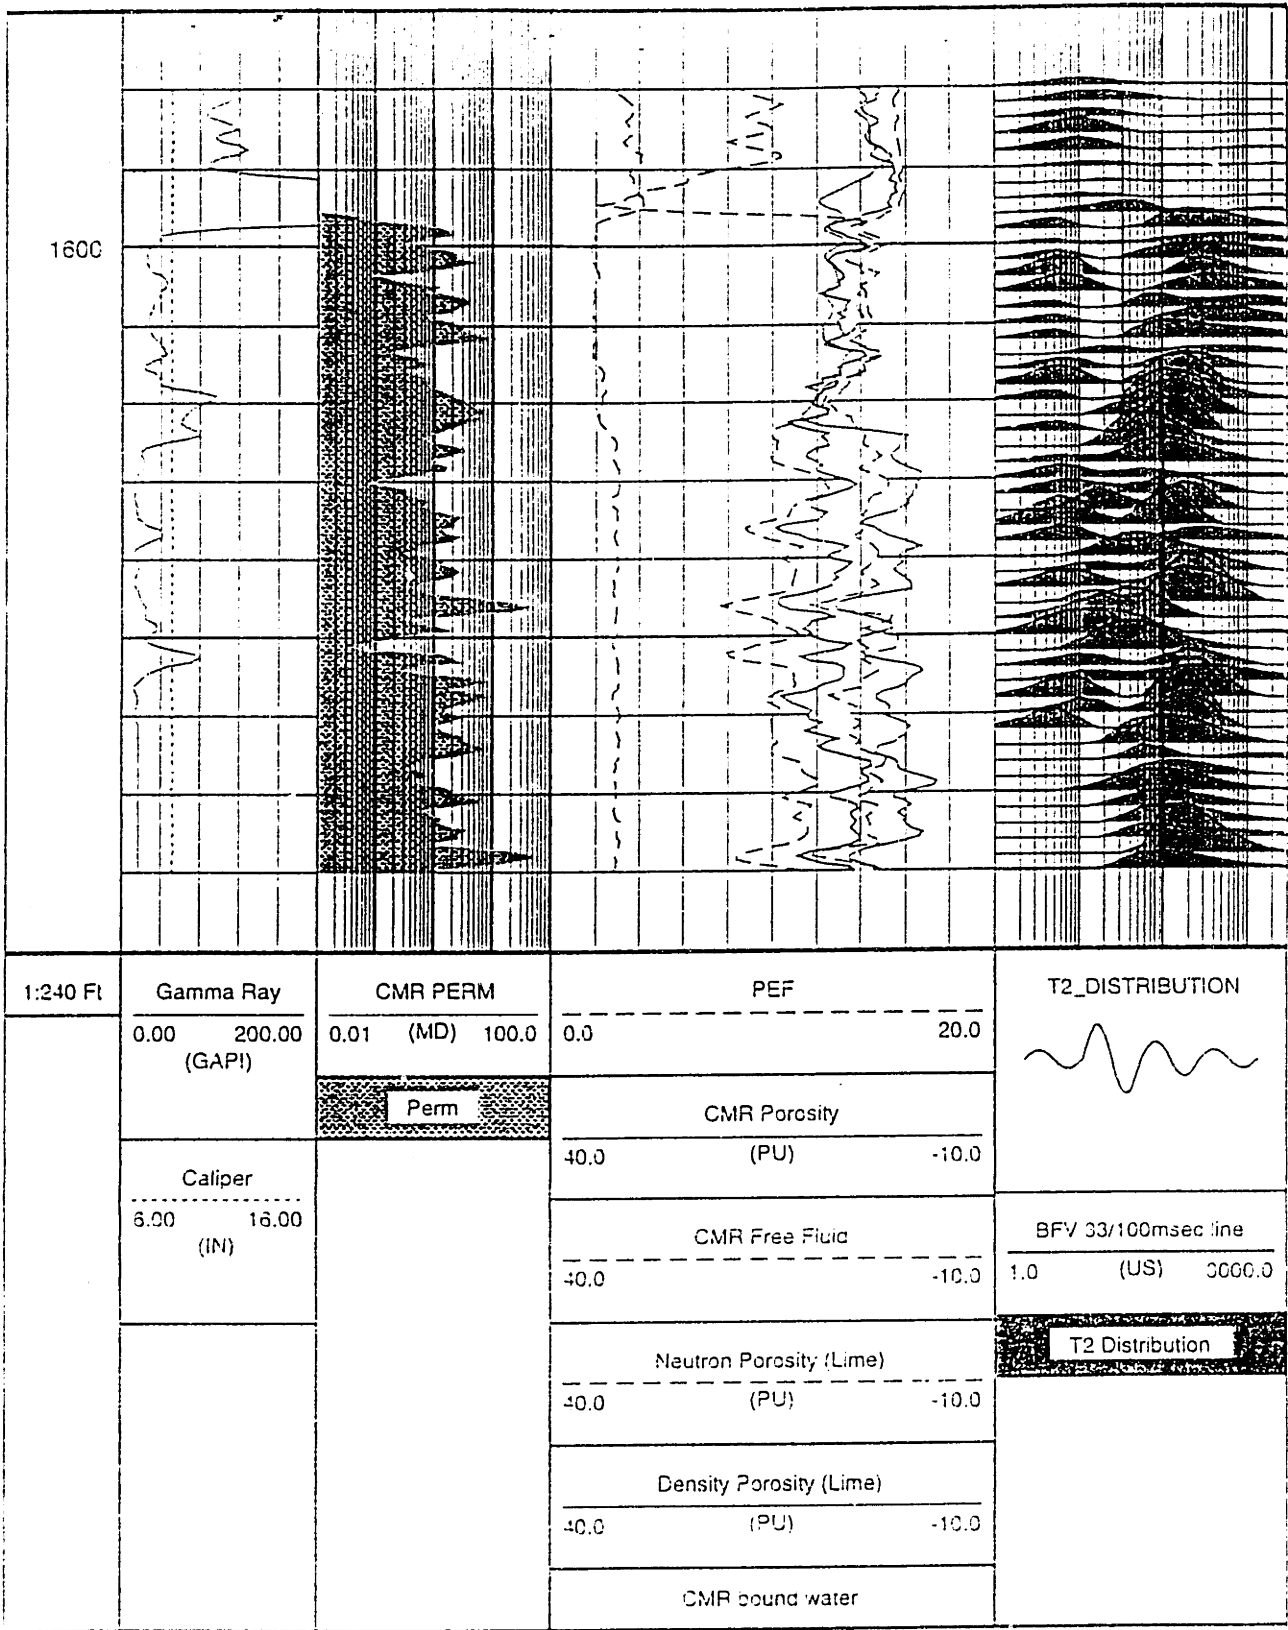 1600
1:240 Ft
Gamma Ray
0.00 200.00
(GAPI)
Caliper
6.00 16.00
(IN)
CMR PERM
0.01 (MD) 100.0
Perm
PEF
0.0 20.0
CMR Porosity
40.0 (PU) -10.0
CMR Free Fluid
40.0 -10.0
Neutron Porosity (Lime)
40.0 (PU) -10.0
Density Porosity (Lime)
40.0 (PU) -10.0
CMR bound water
T2_DISTRIBUTION
BFV 33/100msec line
1.0 (US) 3000.0
T2 Distribution